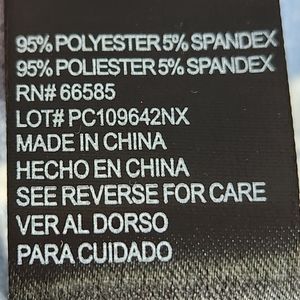 95% POLYESTER 5% SPANDEX
95% POLIESTER 5% SPANDEX
RN# 66585
LOT# PC109642NX
MADE IN CHINA
HECHO EN CHINA
SEE REVERSE FOR CARE
VER AL DORSO
PARA CUIDADO